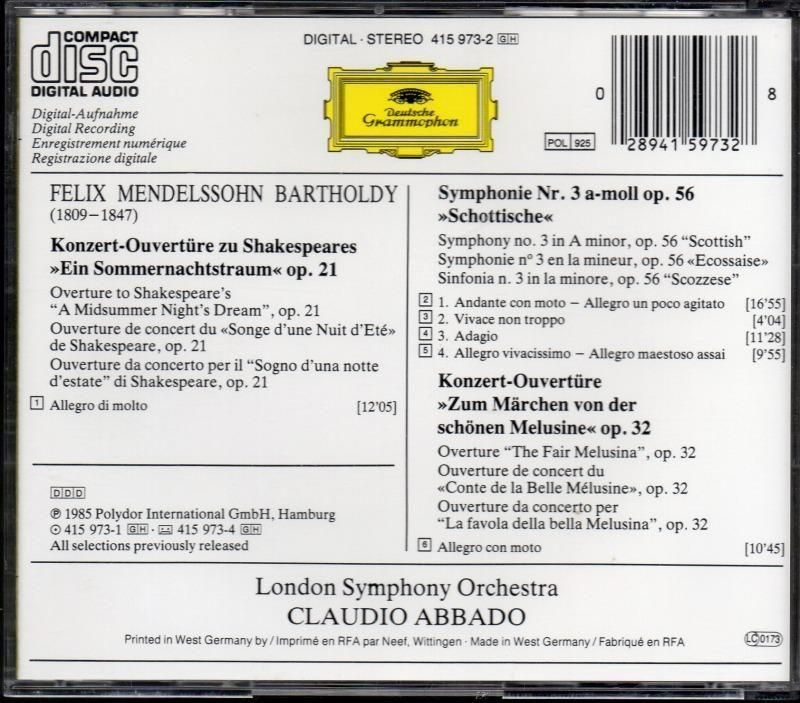 COMPACT
disc
DIGITAL AUDIO
Digital-Aufnahme
Digital Recording
Enregistrement numérique
Registrazione digitale
DIGITAL · STEREO 415 973-2 GH
Deutsche
Grammophon
POL 925
0 28941 59732 8
FELIX MENDELSSOHN BARTHOLDY
(1809–1847)
Konzert-Ouvertüre zu Shakespeares
»Ein Sommernachtstraum« op. 21
Overture to Shakespeare's
“A Midsummer Night's Dream”, op. 21
Ouverture de concert du «Songe d'une Nuit d'Eté»
de Shakespeare, op. 21
Ouverture da concerto per il “Sogno d'una notte
d'estate” di Shakespeare, op. 21
1 Allegro di molto [12'05]
DDD
℗ 1985 Polydor International GmbH, Hamburg
415 973-1 GH · 415 973-4 GH
All selections previously released
Symphonie Nr. 3 a-moll op. 56
»Schottische«
Symphony no. 3 in A minor, op. 56 “Scottish”
Symphonie n° 3 en la mineur, op. 56 «Ecossaise»
Sinfonia n. 3 in la minore, op. 56 “Scozzese”
2 1. Andante con moto – Allegro un poco agitato [16'55]
3 2. Vivace non troppo [4'04]
4 3. Adagio [11'28]
5 4. Allegro vivacissimo – Allegro maestoso assai [9'55]
Konzert-Ouvertüre
»Zum Märchen von der
schönen Melusine« op. 32
Overture “The Fair Melusina”, op. 32
Ouverture de concert du
«Conte de la Belle Mélusine», op. 32
Ouverture da concerto per
“La favola della bella Melusina”, op. 32
6 Allegro con moto [10'45]
London Symphony Orchestra
CLAUDIO ABBADO
Printed in West Germany by / Imprimé en RFA par Neef, Wittingen · Made in West Germany / Fabriqué en RFA
LC 0173